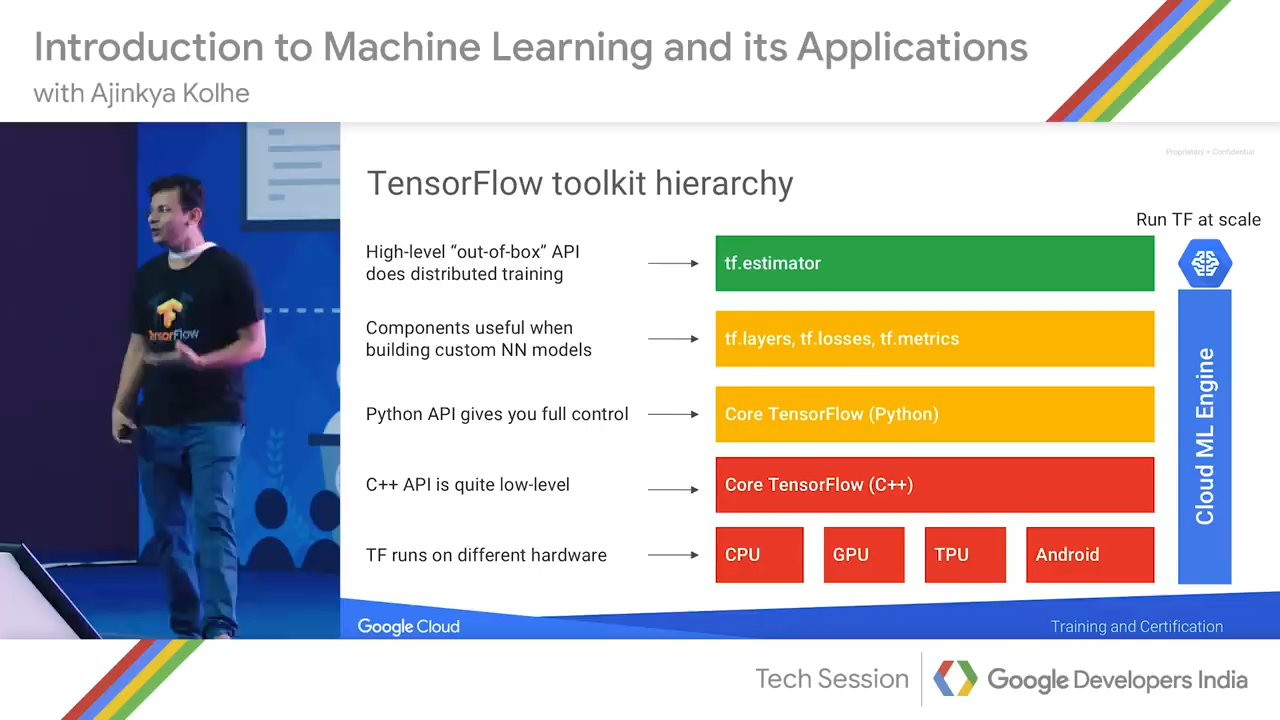 Introduction to Machine Learning and its Applications
with Ajinkya Kolhe
Proprietary + Confidential
TensorFlow toolkit hierarchy
Run TF at scale
High-level “out-of-box” API
does distributed training
tf.estimator
Components useful when
building custom NN models
tf.layers, tf.losses, tf.metrics
Python API gives you full control
Core TensorFlow (Python)
C++ API is quite low-level
Core TensorFlow (C++)
TF runs on different hardware
CPU
GPU
TPU
Android
Cloud ML Engine
TensorFlow
Google Cloud
Training and Certification
Tech Session
Google Developers India